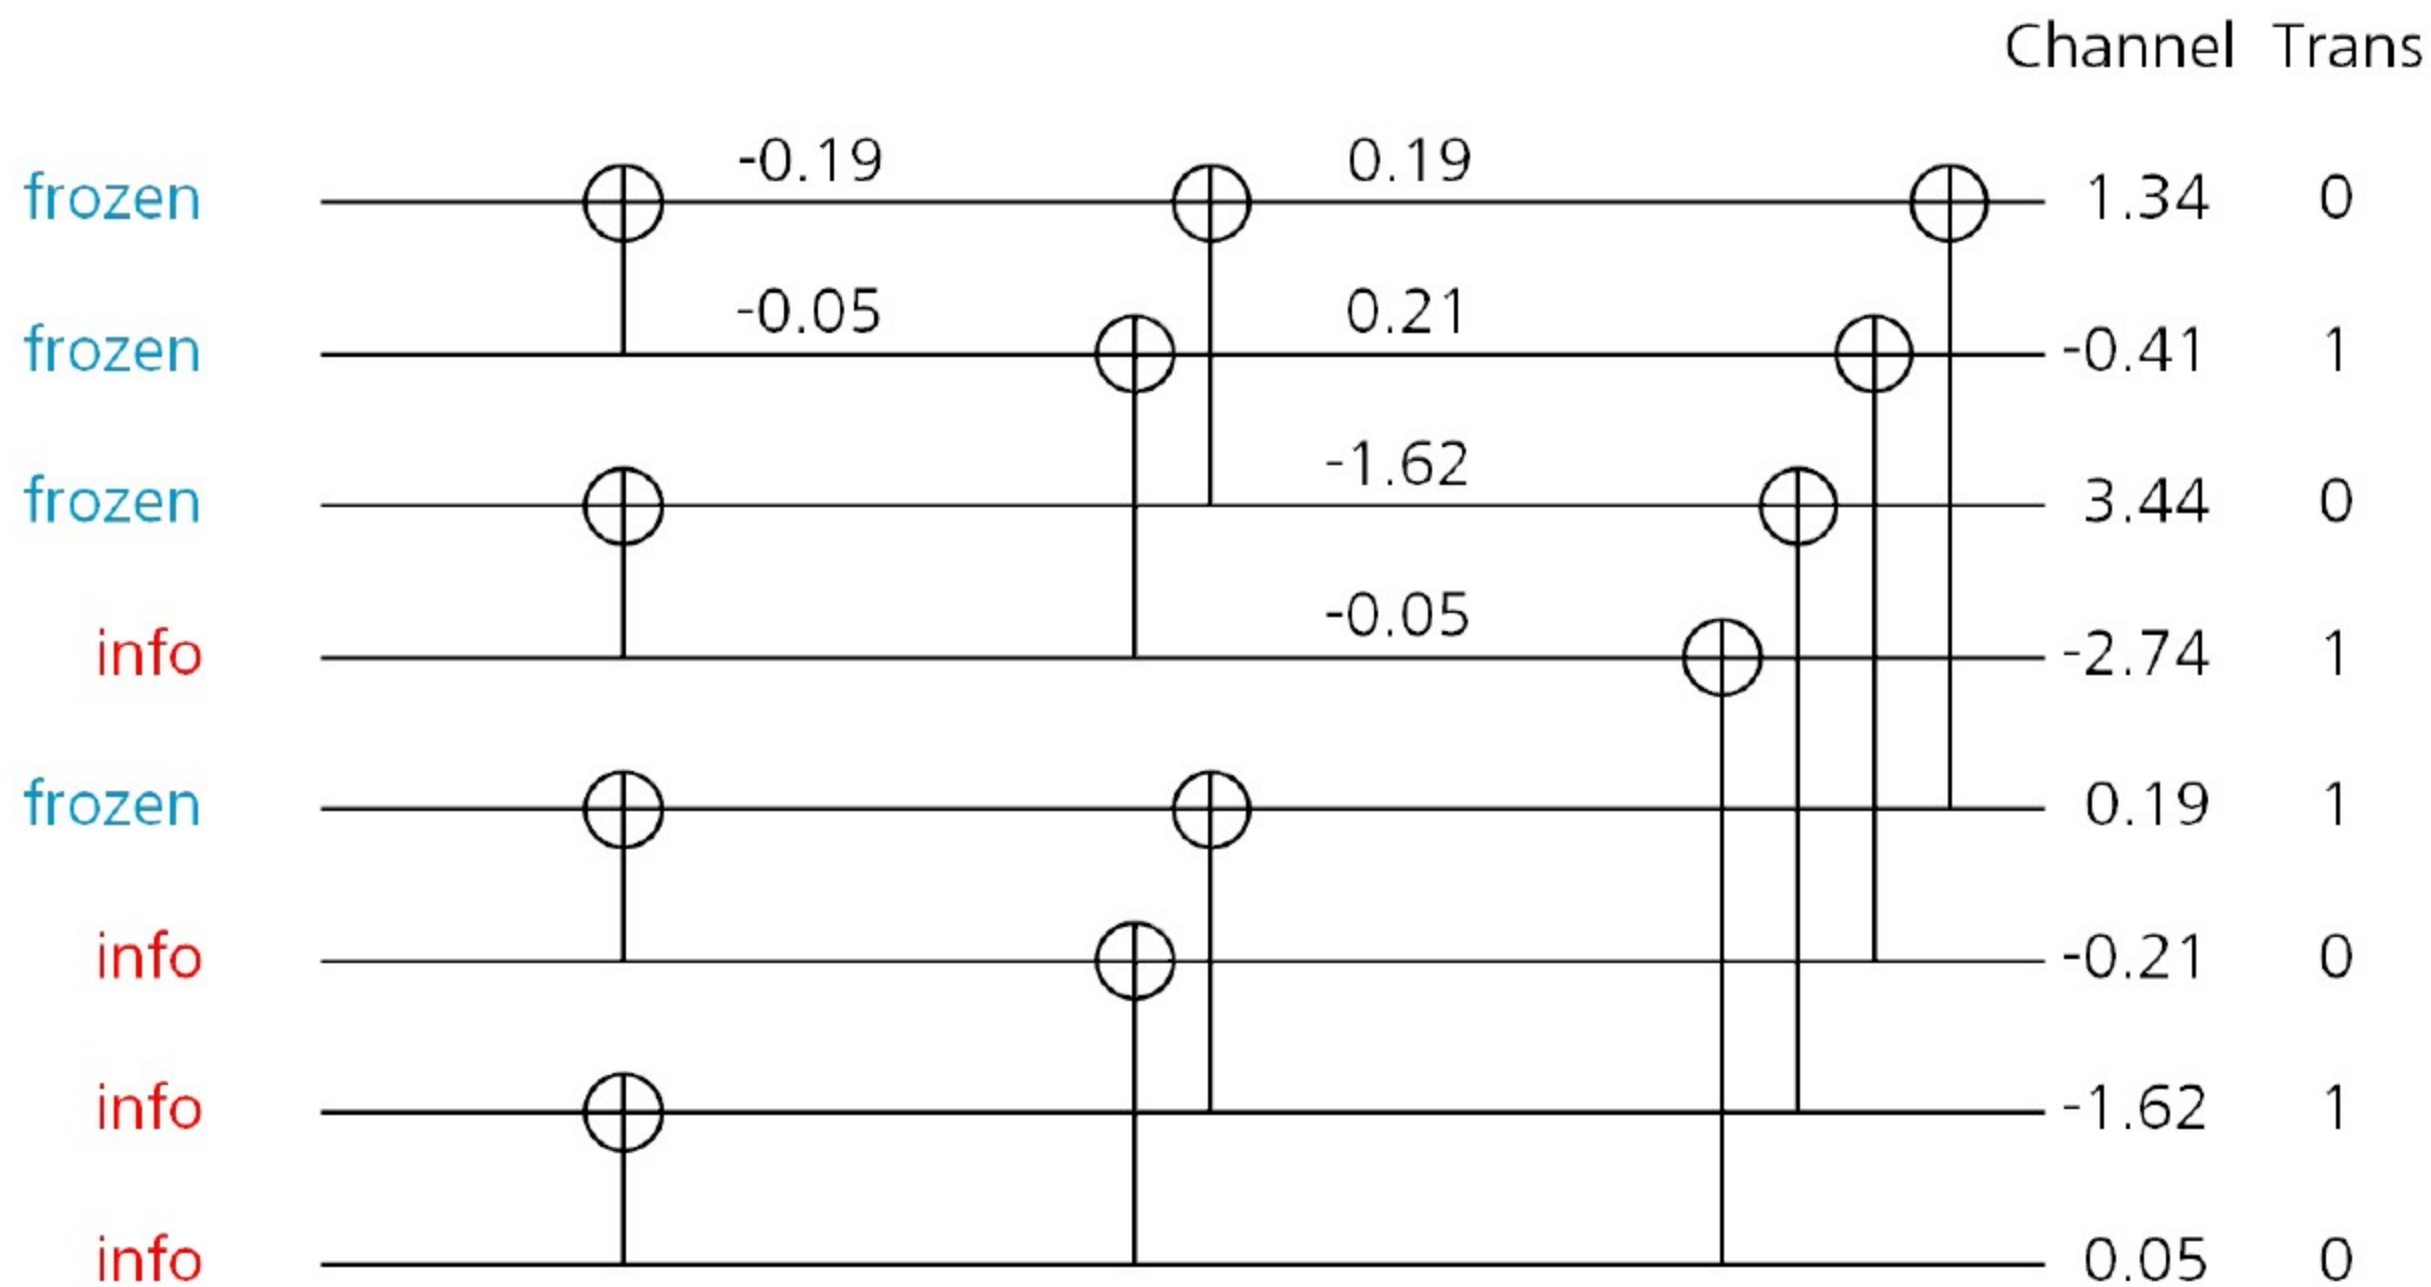 Channel Trans
frozen -0.19 0.19 1.34 0
frozen -0.05 0.21 -0.41 1
frozen -1.62 3.44 0
info -0.05 -2.74 1
frozen 0.19 1
info -0.21 0
info -1.62 1
info 0.05 0